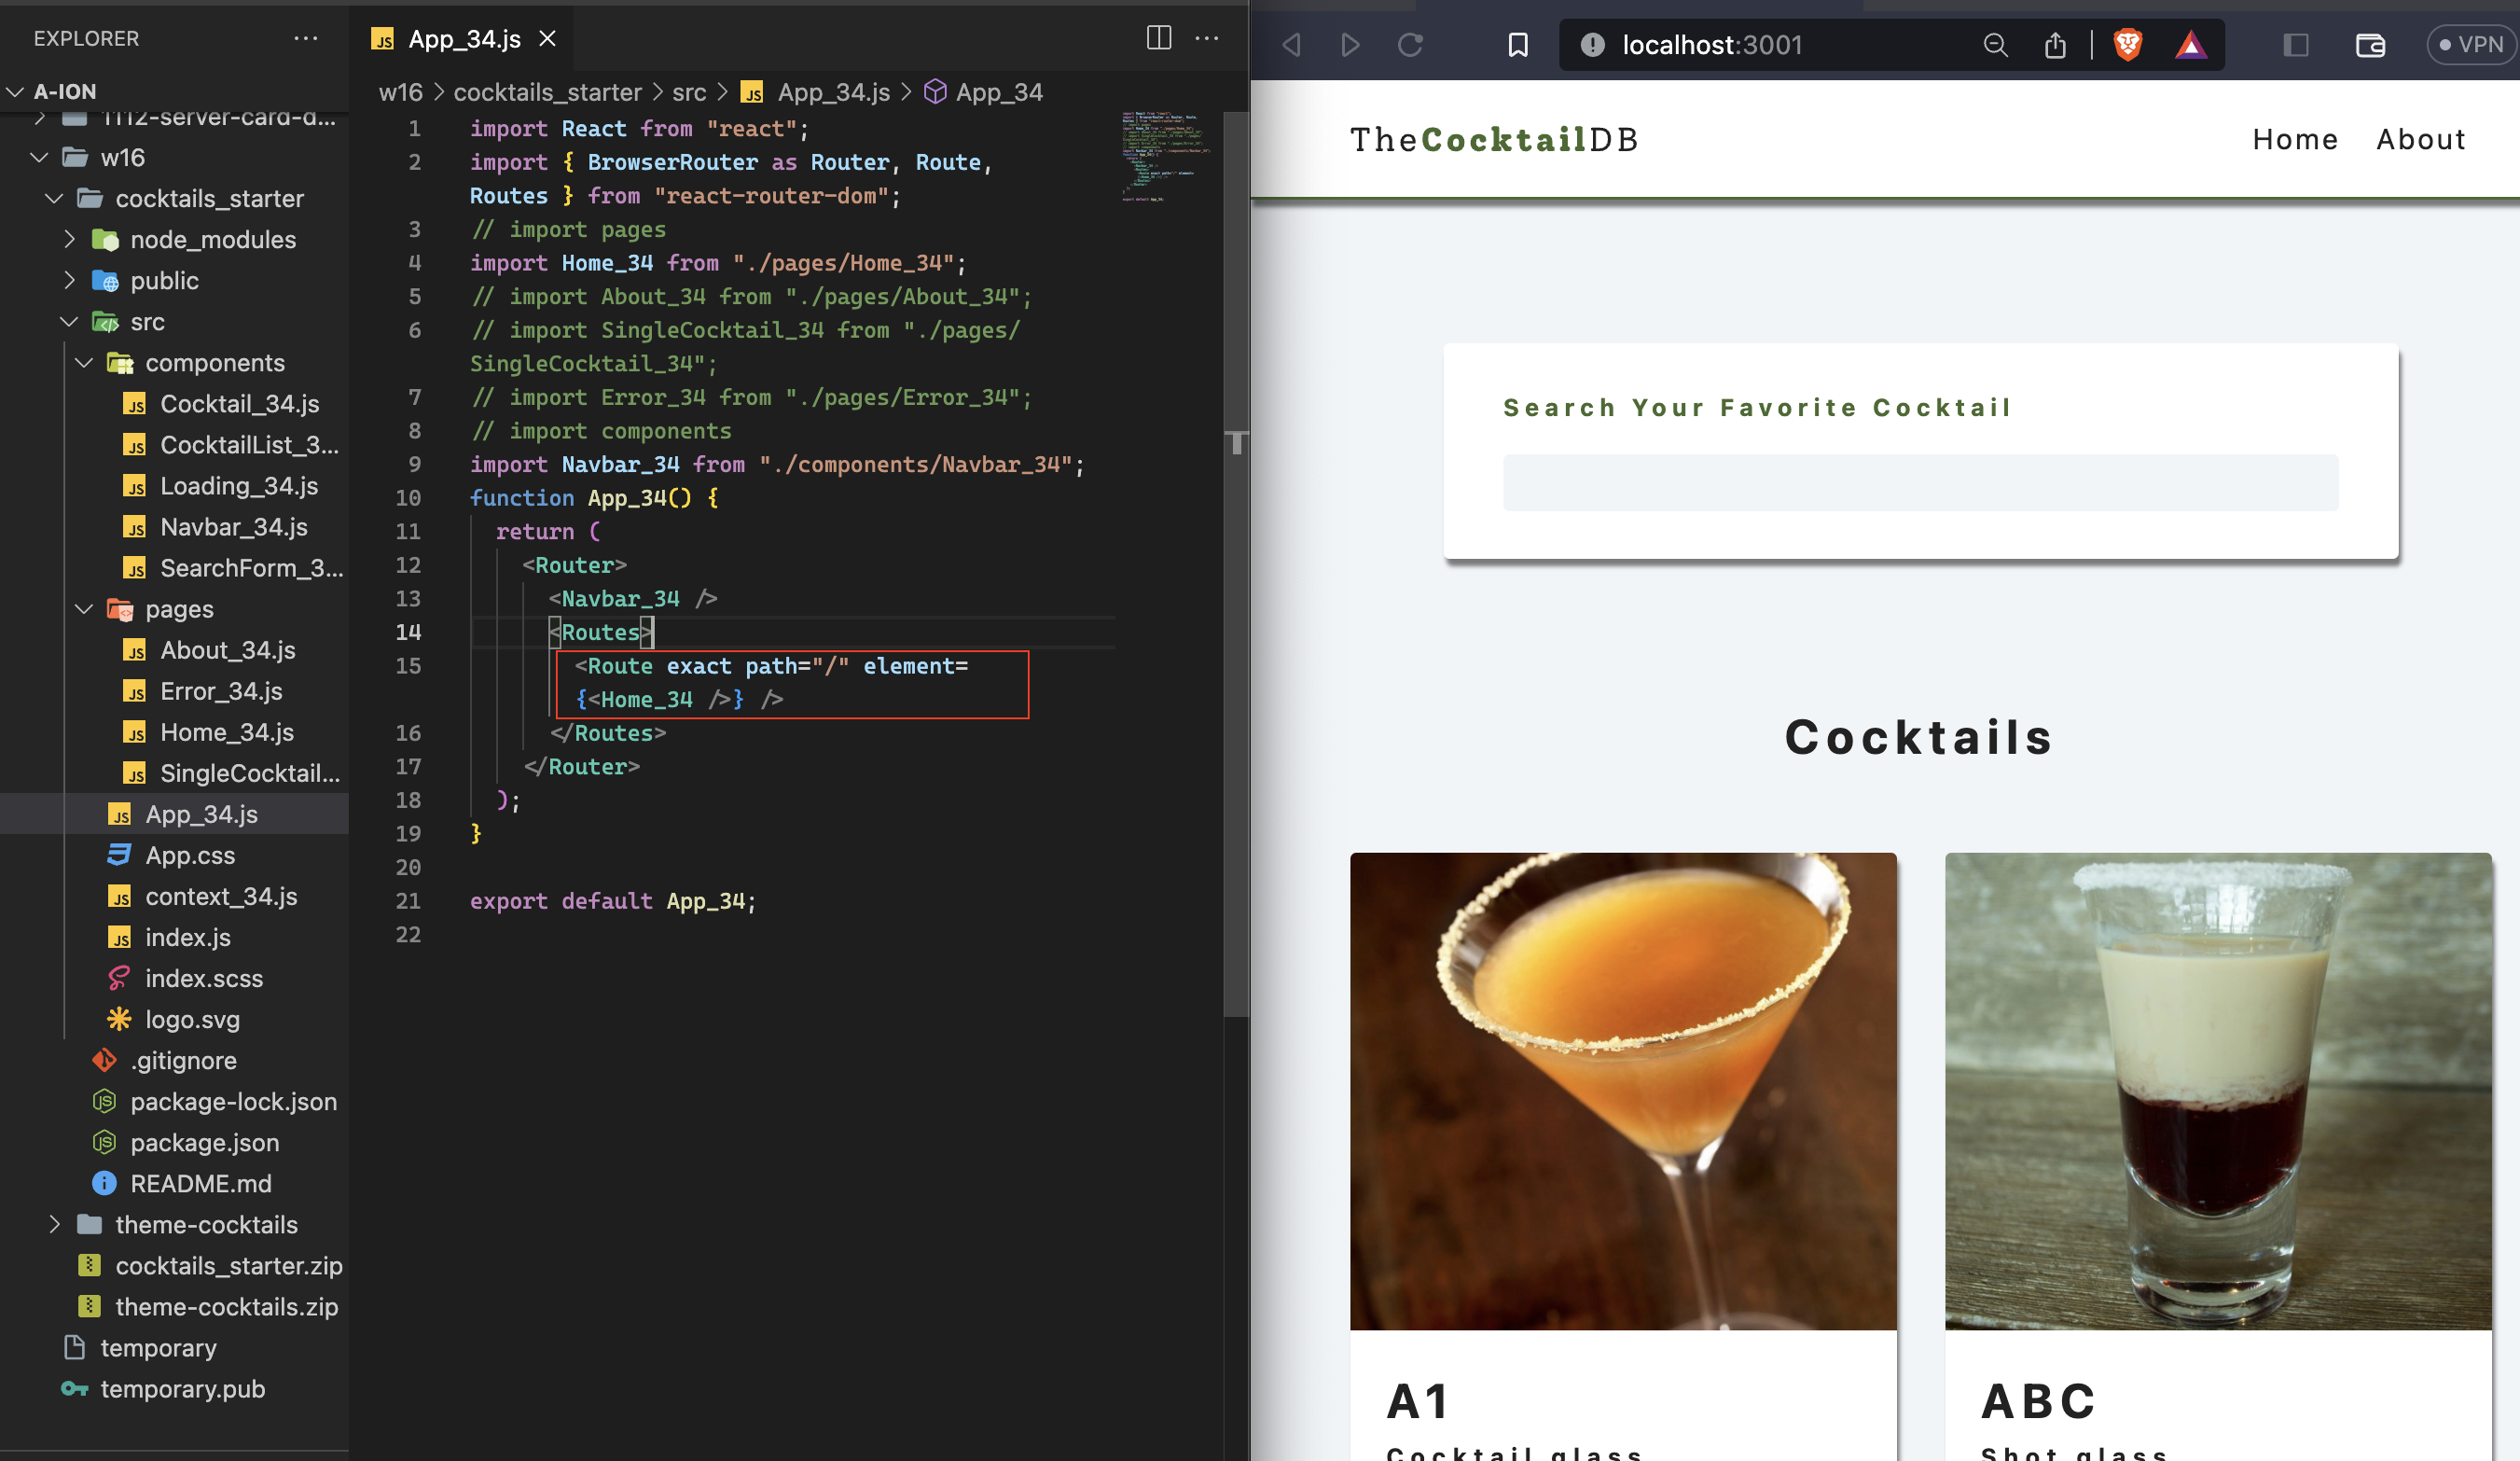 EXPLORER
A-ION
1112-server-card-d...
w16
cocktails_starter
node_modules
public
src
components
Cocktail_34.js
CocktailList_3...
Loading_34.js
Navbar_34.js
SearchForm_3...
pages
About_34.js
Error_34.js
Home_34.js
SingleCocktail...
App_34.js
App.css
context_34.js
index.js
index.scss
logo.svg
.gitignore
package-lock.json
package.json
README.md
theme-cocktails
cocktails_starter.zip
theme-cocktails.zip
temporary
temporary.pub
JS App_34.js
w16 > cocktails_starter > src > JS App_34.js > App_34
1 import React from "react";
2 import { BrowserRouter as Router, Route,
Routes } from "react-router-dom";
3 // import pages
4 import Home_34 from "./pages/Home_34";
5 // import About_34 from "./pages/About_34";
6 // import SingleCocktail_34 from "./pages/
SingleCocktail_34";
7 // import Error_34 from "./pages/Error_34";
8 // import components
9 import Navbar_34 from "./components/Navbar_34";
10 function App_34() {
11 return (
12 <Router>
13 <Navbar_34 />
14 <Routes>
15 <Route exact path="/" element=
{<Home_34 />} />
16 </Routes>
17 </Router>
18 );
19 }
20
21 export default App_34;
22
localhost:3001
VPN
TheCocktailDB
Home About
Search Your Favorite Cocktail
Cocktails
A1
Cocktail glass
ABC
Shot glass